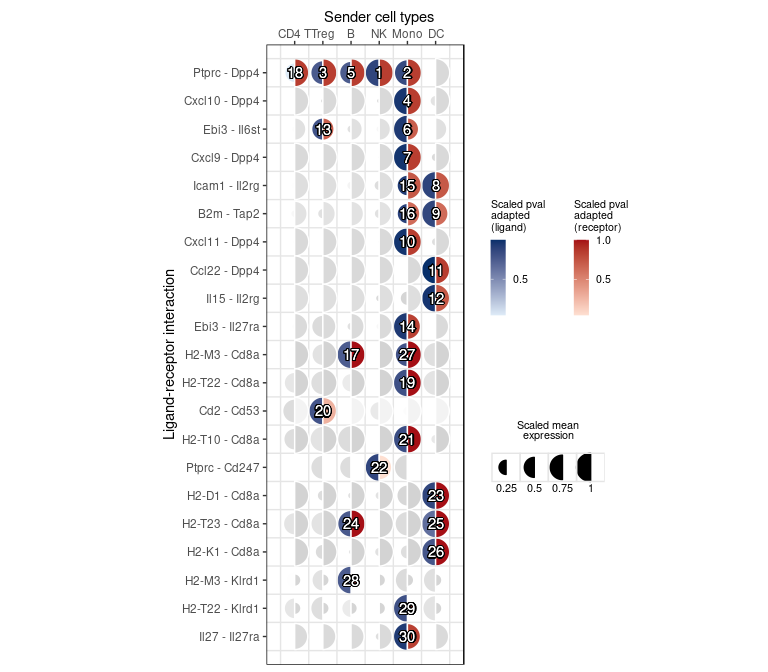 Sender cell types
CD4 T Treg B NK Mono DC
Ligand-receptor interaction
Ptprc - Dpp4 18 3 5 1 2
Cxcl10 - Dpp4 4
Ebi3 - Il6st 13 6
Cxcl9 - Dpp4 7
Icam1 - Il2rg 15 8
B2m - Tap2 16 9
Cxcl11 - Dpp4 10
Ccl22 - Dpp4 11
Il15 - Il2rg 12
Ebi3 - Il27ra 14
H2-M3 - Cd8a 17 27
H2-T22 - Cd8a 19
Cd2 - Cd53 20
H2-T10 - Cd8a 21
Ptprc - Cd247 22
H2-D1 - Cd8a 23
H2-T23 - Cd8a 24 25
H2-K1 - Cd8a 26
H2-M3 - Klrd1 28
H2-T22 - Klrd1 29
Il27 - Il27ra 30
Scaled pval
adapted
(ligand)
0.5
Scaled pval
adapted
(receptor)
1.0
0.5
Scaled mean
expression
0.25 0.5 0.75 1